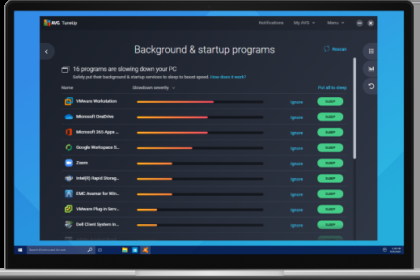 AVG TuneUp
Notifications My AVG Menu
Background & startup programs
Rescan
16 programs are slowing down your PC
Safely put their background & startup services to sleep to boost speed. How does it work?
Name Slowdown severity Put all to sleep
VMware Workstation Ignore SLEEP
Microsoft OneDrive Ignore SLEEP
Microsoft 365 Apps ... Ignore SLEEP
Google Workspace S... Ignore SLEEP
Zoom Ignore SLEEP
Intel(R) Rapid Storag... Ignore SLEEP
EMC Avamar for Win... Ignore SLEEP
VMware Plug-in Serv... Ignore SLEEP
Dell Client System In... Ignore SLEEP